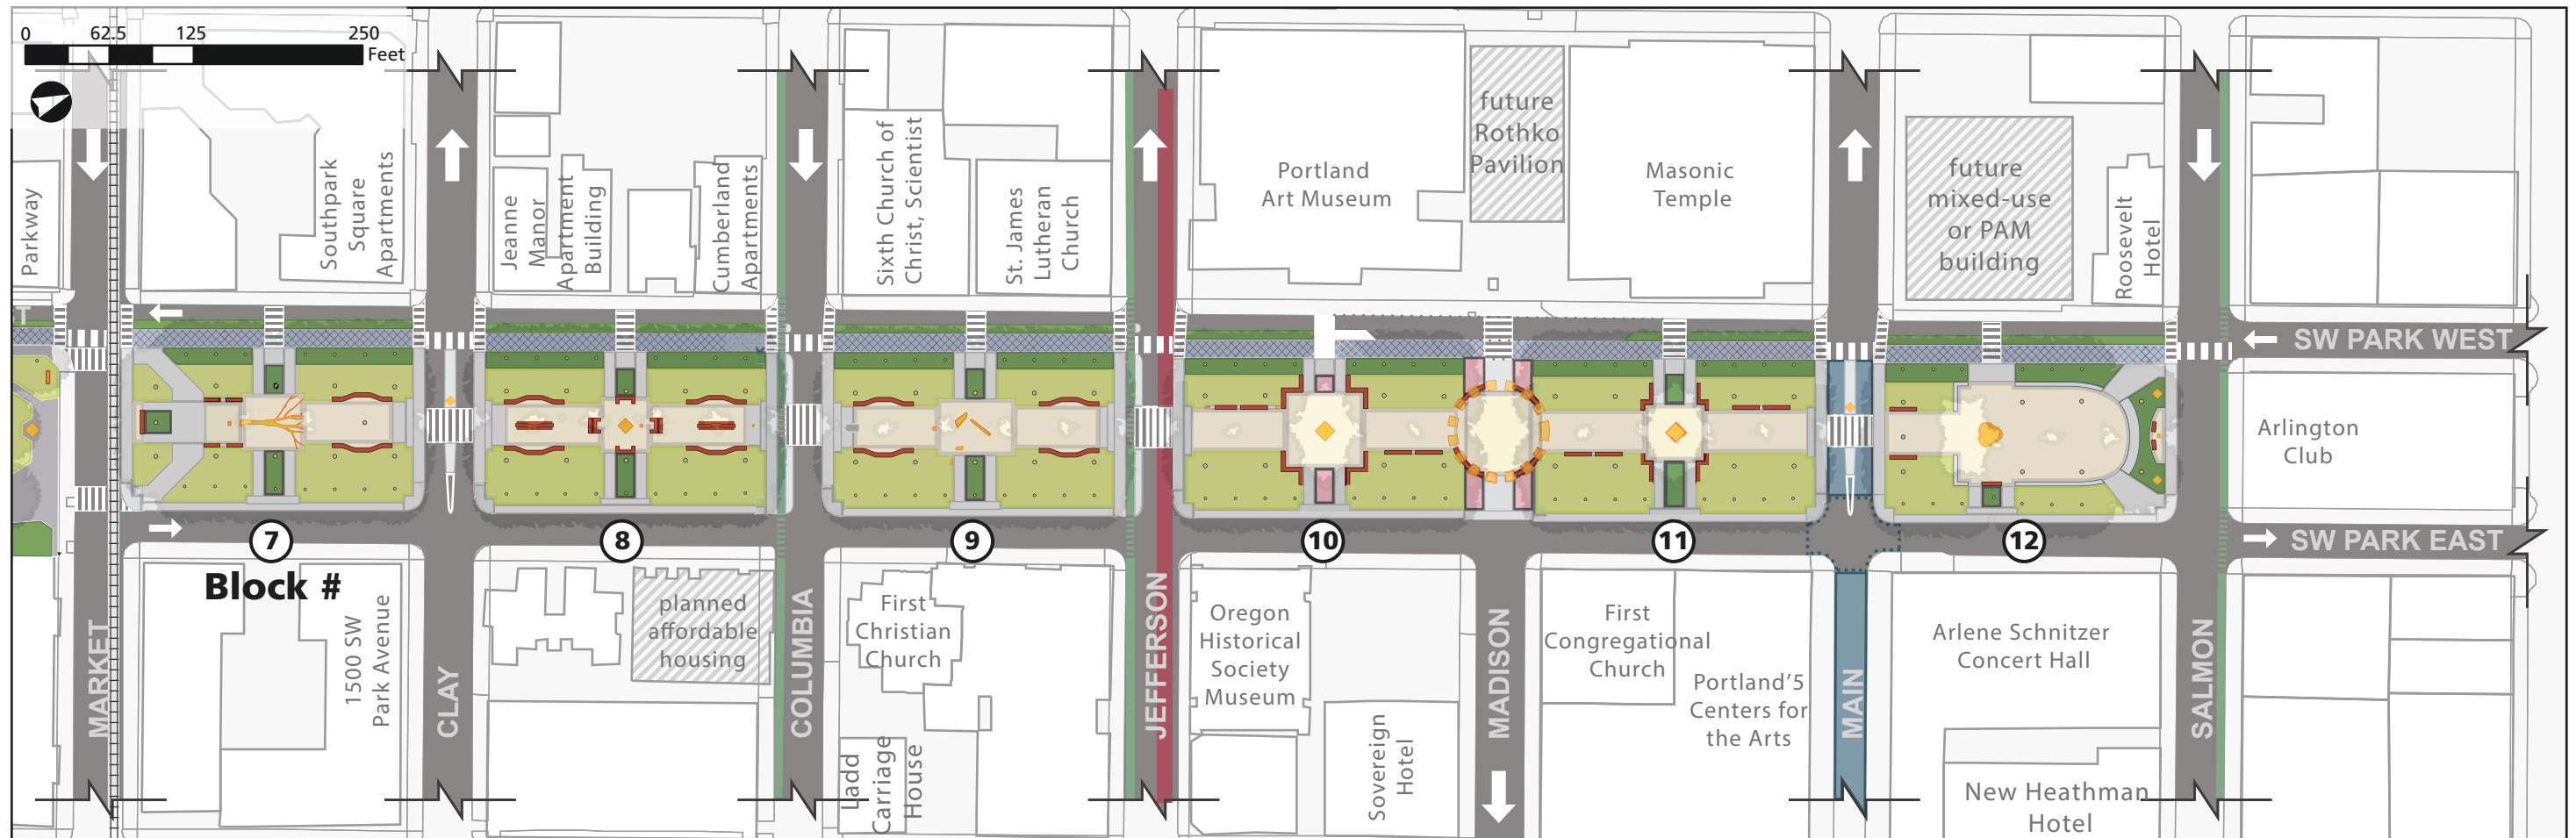 0 62.5 125 250
Feet
Parkway
Southpark
Square
Apartments
Jeanne
Manor
Apartment
Building
Cumberland
Apartments
Sixth Church of
Christ, Scientist
St. James
Lutheran
Church
Portland
Art Museum
future
Rothko
Pavilion
Masonic
Temple
future
mixed-use
or PAM
building
Roosevelt
Hotel
T
SW PARK WEST
Arlington
Club
7
8
9
10
11
12
SW PARK EAST
Block #
MARKET
1500 SW
Park Avenue
CLAY
planned
affordable
housing
COLUMBIA
First
Christian
Church
Ladd
Carriage
House
JEFFERSON
Oregon
Historical
Society
Museum
Sovereign
Hotel
MADISON
First
Congregational
Church
Portland'5
Centers for
the Arts
MAIN
Arlene Schnitzer
Concert Hall
New Heathman
Hotel
SALMON